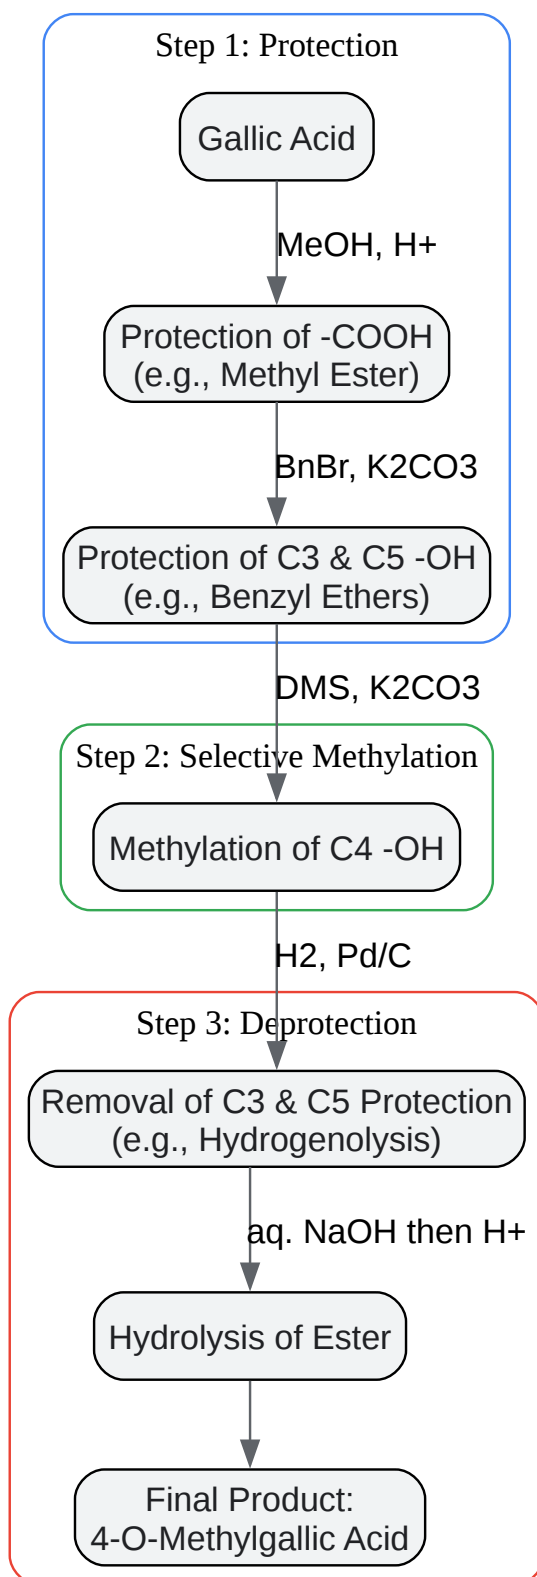 Step 1: Protection
Gallic Acid
MeOH, H+
Protection of -COOH
(e.g., Methyl Ester)
BnBr, K2CO3
Protection of C3 & C5 -OH
(e.g., Benzyl Ethers)
DMS, K2CO3
Step 2: Selective Methylation
Methylation of C4 -OH
H2, Pd/C
Step 3: Deprotection
Removal of C3 & C5 Protection
(e.g., Hydrogenolysis)
aq. NaOH then H+
Hydrolysis of Ester
Final Product:
4-O-Methylgallic Acid